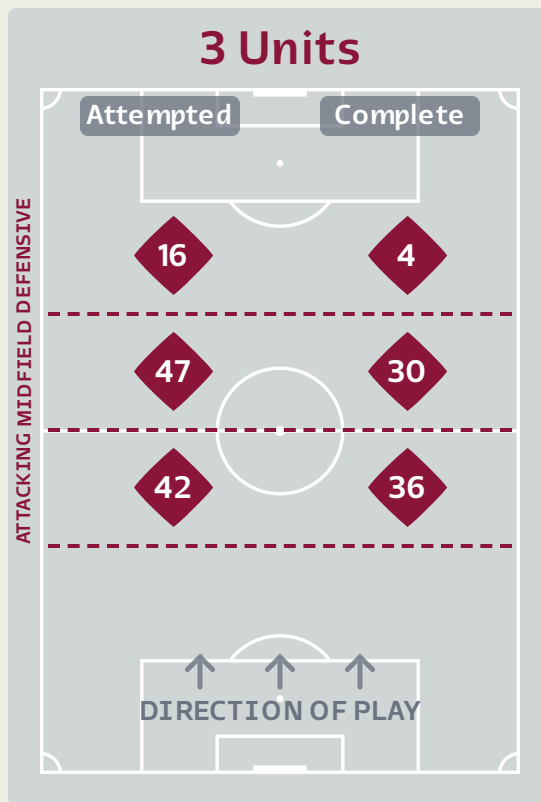 3 Units
Attempted Complete
16 4
47 30
42 36
ATTACKING MIDFIELD DEFENSIVE
DIRECTION OF PLAY